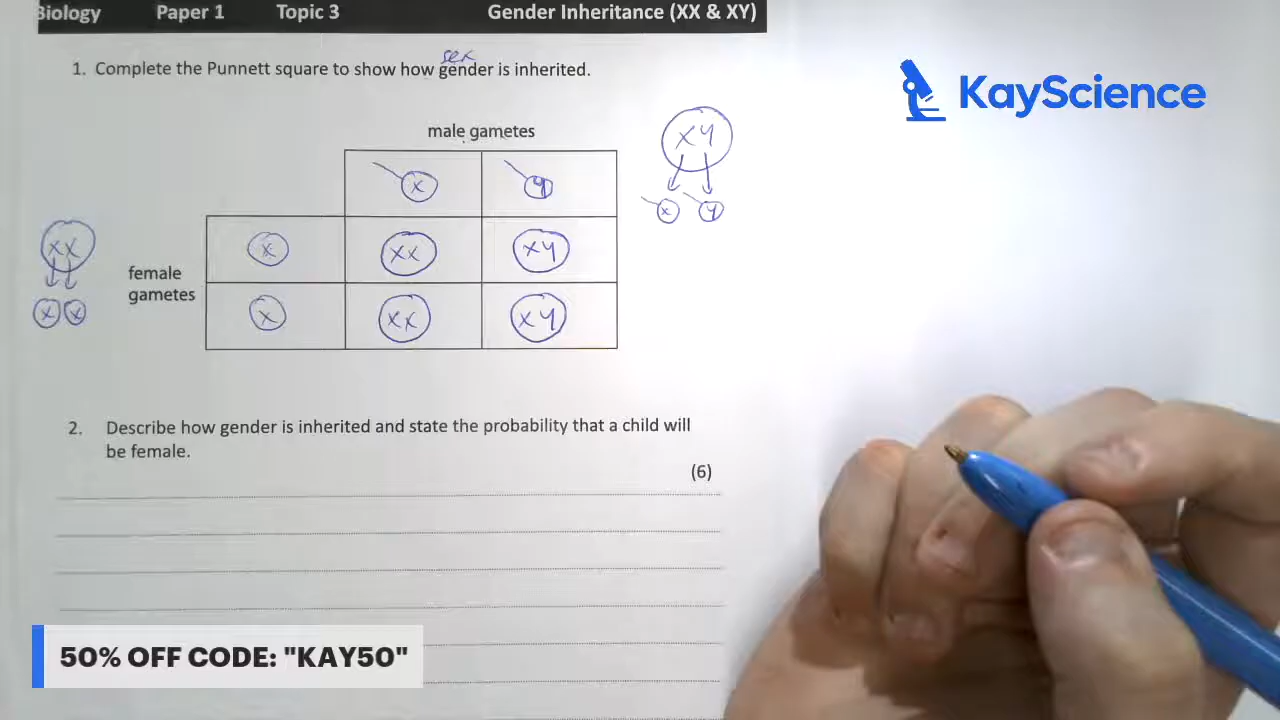 Biology Paper 1 Topic 3 Gender Inheritance (XX & XY)
sex
1. Complete the Punnett square to show how gender is inherited.
KayScience
male gametes
XY
X Y
X Y
XX
X XX XY
female
gametes
X X
X XX XY
2. Describe how gender is inherited and state the probability that a child will
be female.
(6)
50% OFF CODE: "KAY50"